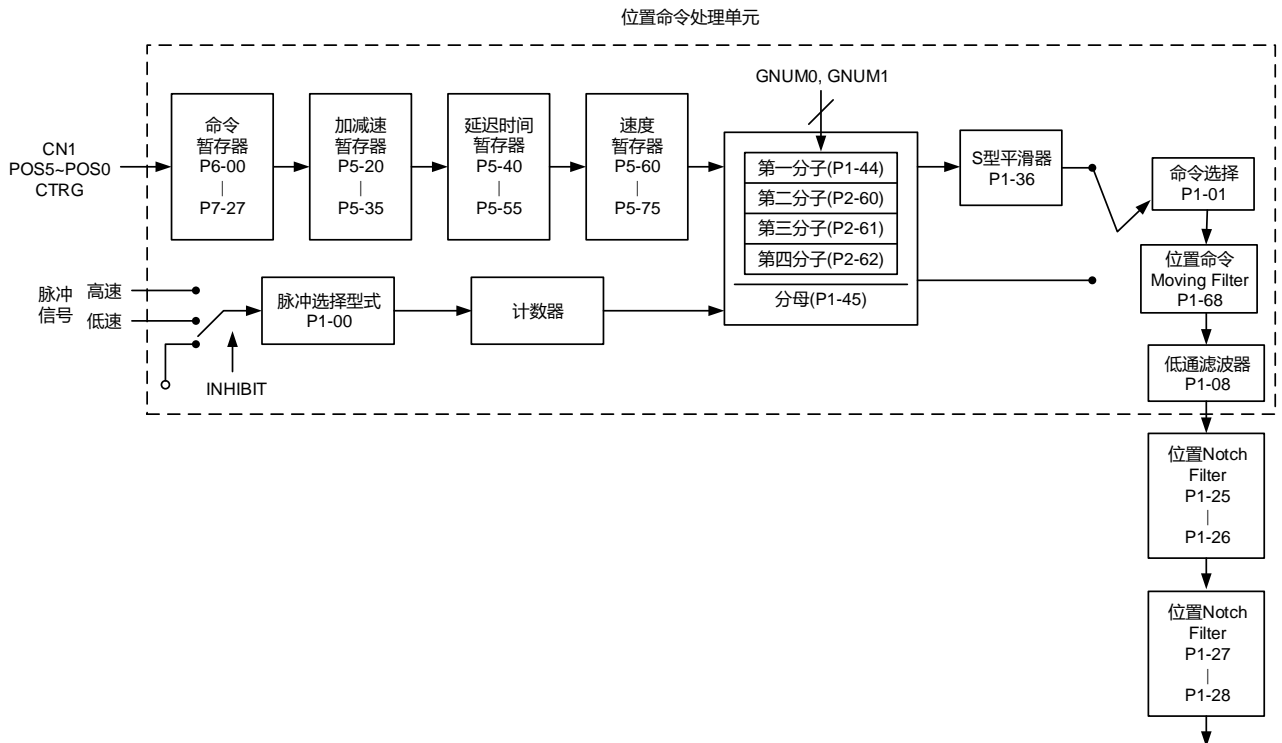 位置命令处理单元
GNUM0, GNUM1
CN1
POS5~POS0
CTRG
命令
暂存器
P6-00
|
P7-27
加减速
暂存器
P5-20
|
P5-35
延迟时间
暂存器
P5-40
|
P5-55
速度
暂存器
P5-60
|
P5-75
第一分子(P1-44)
第二分子(P2-60)
第三分子(P2-61)
第四分子(P2-62)
分母(P1-45)
S型平滑器
P1-36
命令选择
P1-01
位置命令
Moving Filter
P1-68
低通滤波器
P1-08
脉冲
信号
高速
低速
INHIBIT
脉冲选择型式
P1-00
计数器
位置Notch
Filter
P1-25
|
P1-26
位置Notch
Filter
P1-27
|
P1-28